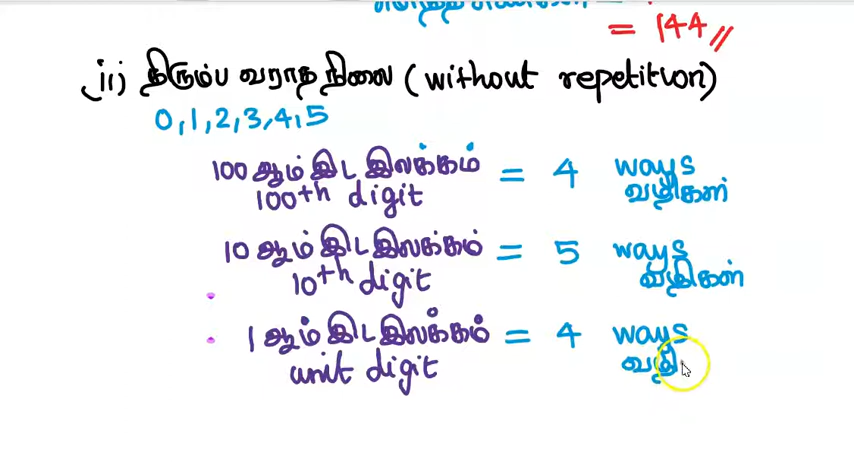 = 144 //
ii) திரும்ப வராத நிலை (without repetition)
0, 1, 2, 3, 4, 5
100 ஆம் இட இலக்கம் = 4 ways
100th digit வழிகள்
10 ஆம் இட இலக்கம் = 5 ways
10th digit வழிகள்
1 ஆம் இட இலக்கம் = 4 ways
unit digit வழி